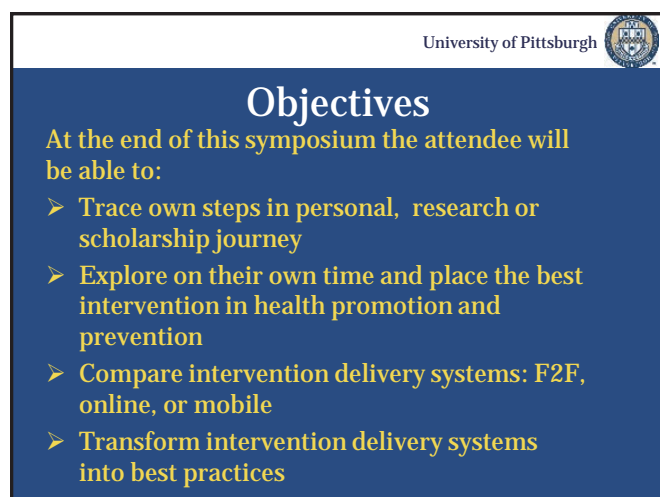 University of Pittsburgh
Objectives
At the end of this symposium the attendee will
be able to:
➢ Trace own steps in personal, research or
scholarship journey
➢ Explore on their own time and place the best
intervention in health promotion and
prevention
➢ Compare intervention delivery systems: F2F,
online, or mobile
➢ Transform intervention delivery systems
into best practices